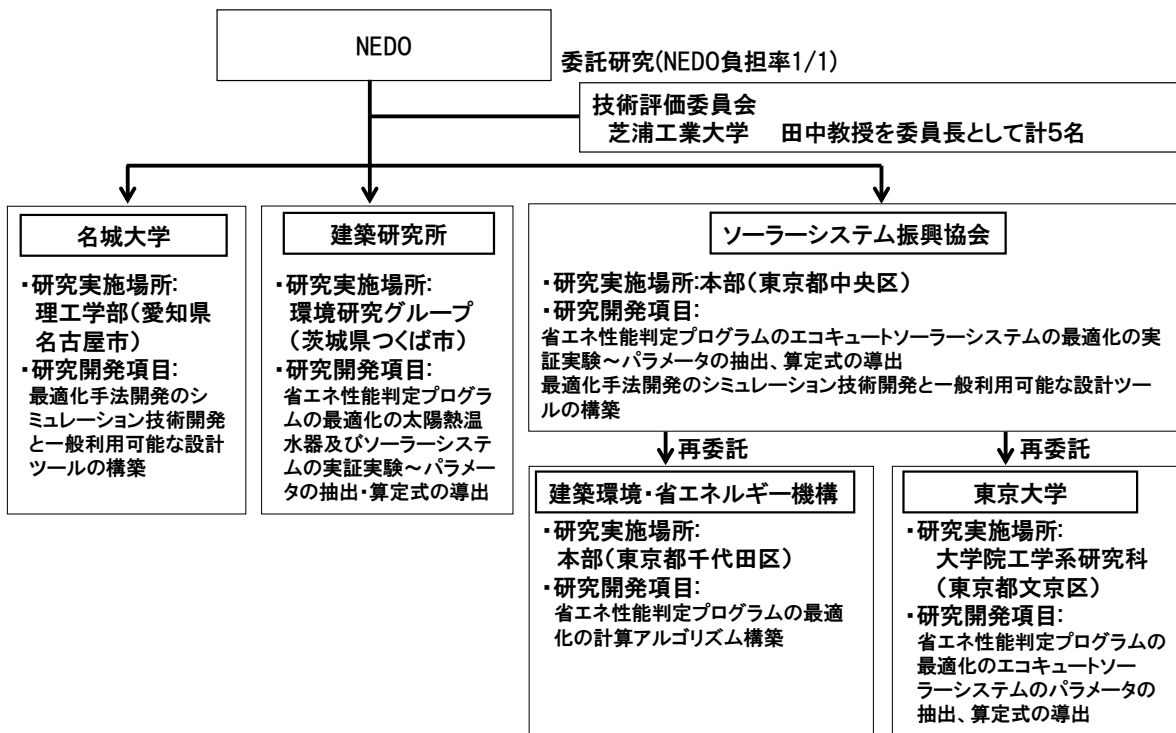 NEDO
委託研究(NEDO負担率1/1)
技術評価委員会
芝浦工業大学　田中教授を委員長として計5名
名城大学
・研究実施場所:
理工学部(愛知県
名古屋市)
・研究開発項目:
最適化手法開発のシ
ミュレーション技術開発
と一般利用可能な設計
ツールの構築
建築研究所
・研究実施場所:
環境研究グループ
(茨城県つくば市)
・研究開発項目:
省エネ性能判定プログラ
ムの最適化の太陽熱温
水器及びソーラーシステ
ムの実証実験～パラメー
タの抽出・算定式の導出
ソーラーシステム振興協会
・研究実施場所:本部(東京都中央区)
・研究開発項目:
省エネ性能判定プログラムのエコキュートソーラーシステムの最適化の実
証実験～パラメータの抽出、算定式の導出
最適化手法開発のシミュレーション技術開発と一般利用可能な設計ツー
ルの構築
再委託
再委託
建築環境・省エネルギー機構
・研究実施場所:
本部(東京都千代田区)
・研究開発項目:
省エネ性能判定プログラムの最適
化の計算アルゴリズム構築
東京大学
・研究実施場所:
大学院工学系研究科
(東京都文京区)
・研究開発項目:
省エネ性能判定プログラムの
最適化のエコキュートソー
ラーシステムのパラメータの
抽出、算定式の導出